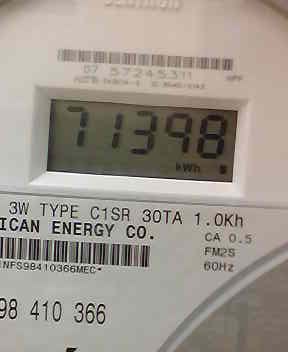 07 57245311
71398
kWh
3W TYPE C1SR 30TA 1.0Kh
ICAN ENERGY CO.
CA 0.5
FM2S
60Hz
NFS98410366MEC*
98 410 366